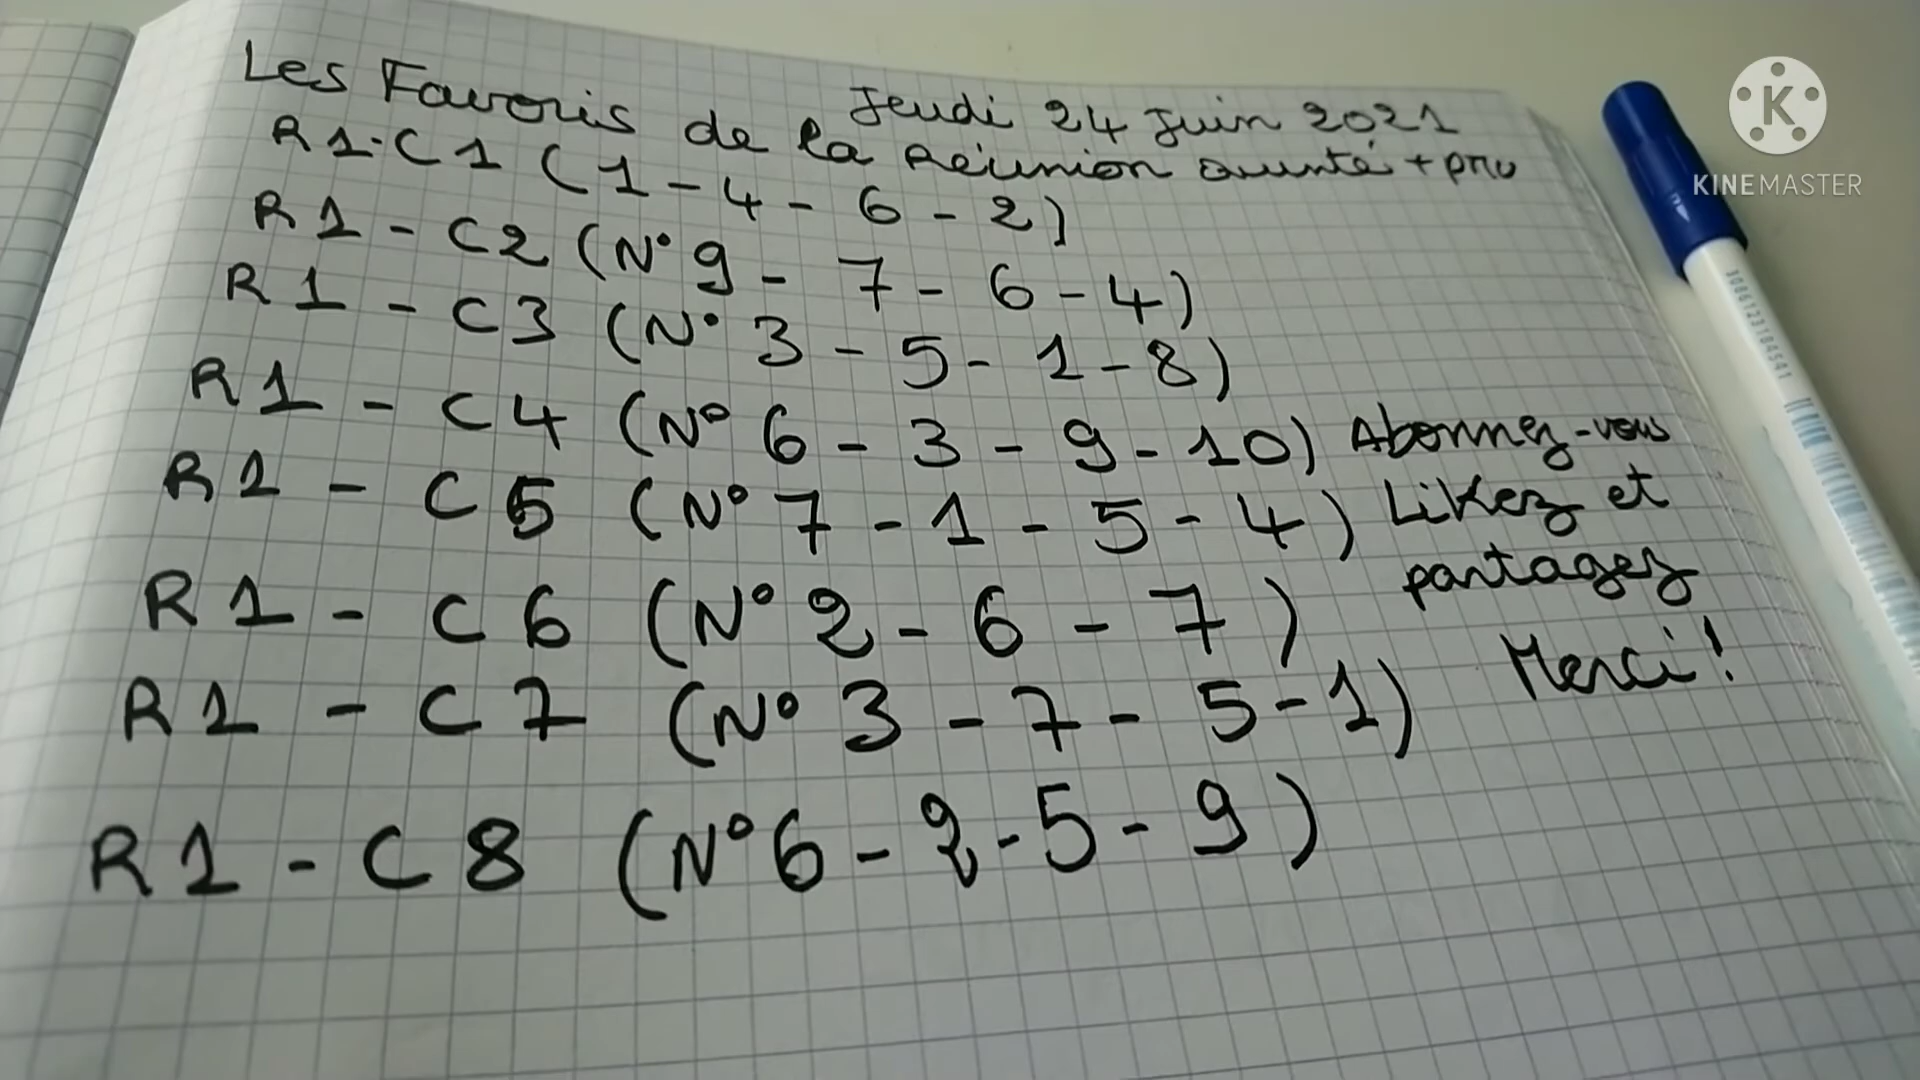 Jeudi 24 Juin 2021
Les Favoris de la Réunion quinté + pmu
R1-C1 (1-4-6-2)
R1-C2 (N° 9-7-6-4)
R1-C3 (N° 3-5-1-8)
R1-C4 (N° 6-3-9-10)
R1-C5 (N° 7-1-5-4)
R1-C6 (N° 2-6-7)
R1-C7 (N° 3-7-5-1)
R1-C8 (N° 6-2-5-9)
Abonnez-vous
Likez et
partagez
Merci!
KINEMASTER
3086123184541